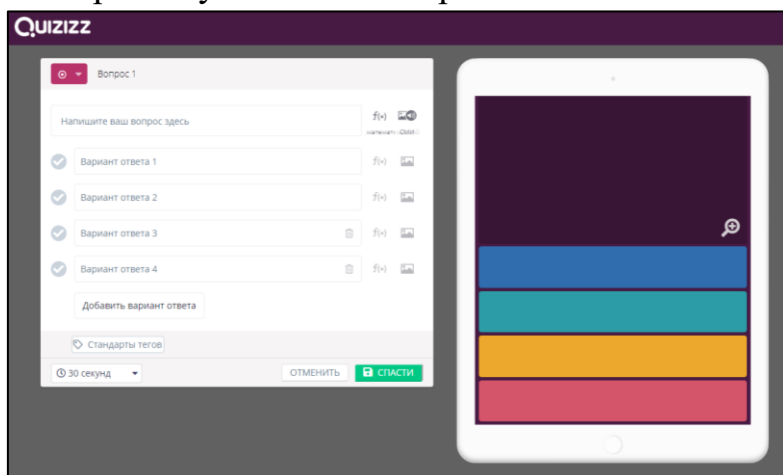 Quizizz
Вопрос 1
Напишите ваш вопрос здесь
f(x)
Вариант ответа 1
f(x)
Вариант ответа 2
f(x)
Вариант ответа 3
f(x)
Вариант ответа 4
f(x)
Добавить вариант ответа
Стандарты тегов
30 секунд
ОТМЕНИТЬ
СПАСТИ